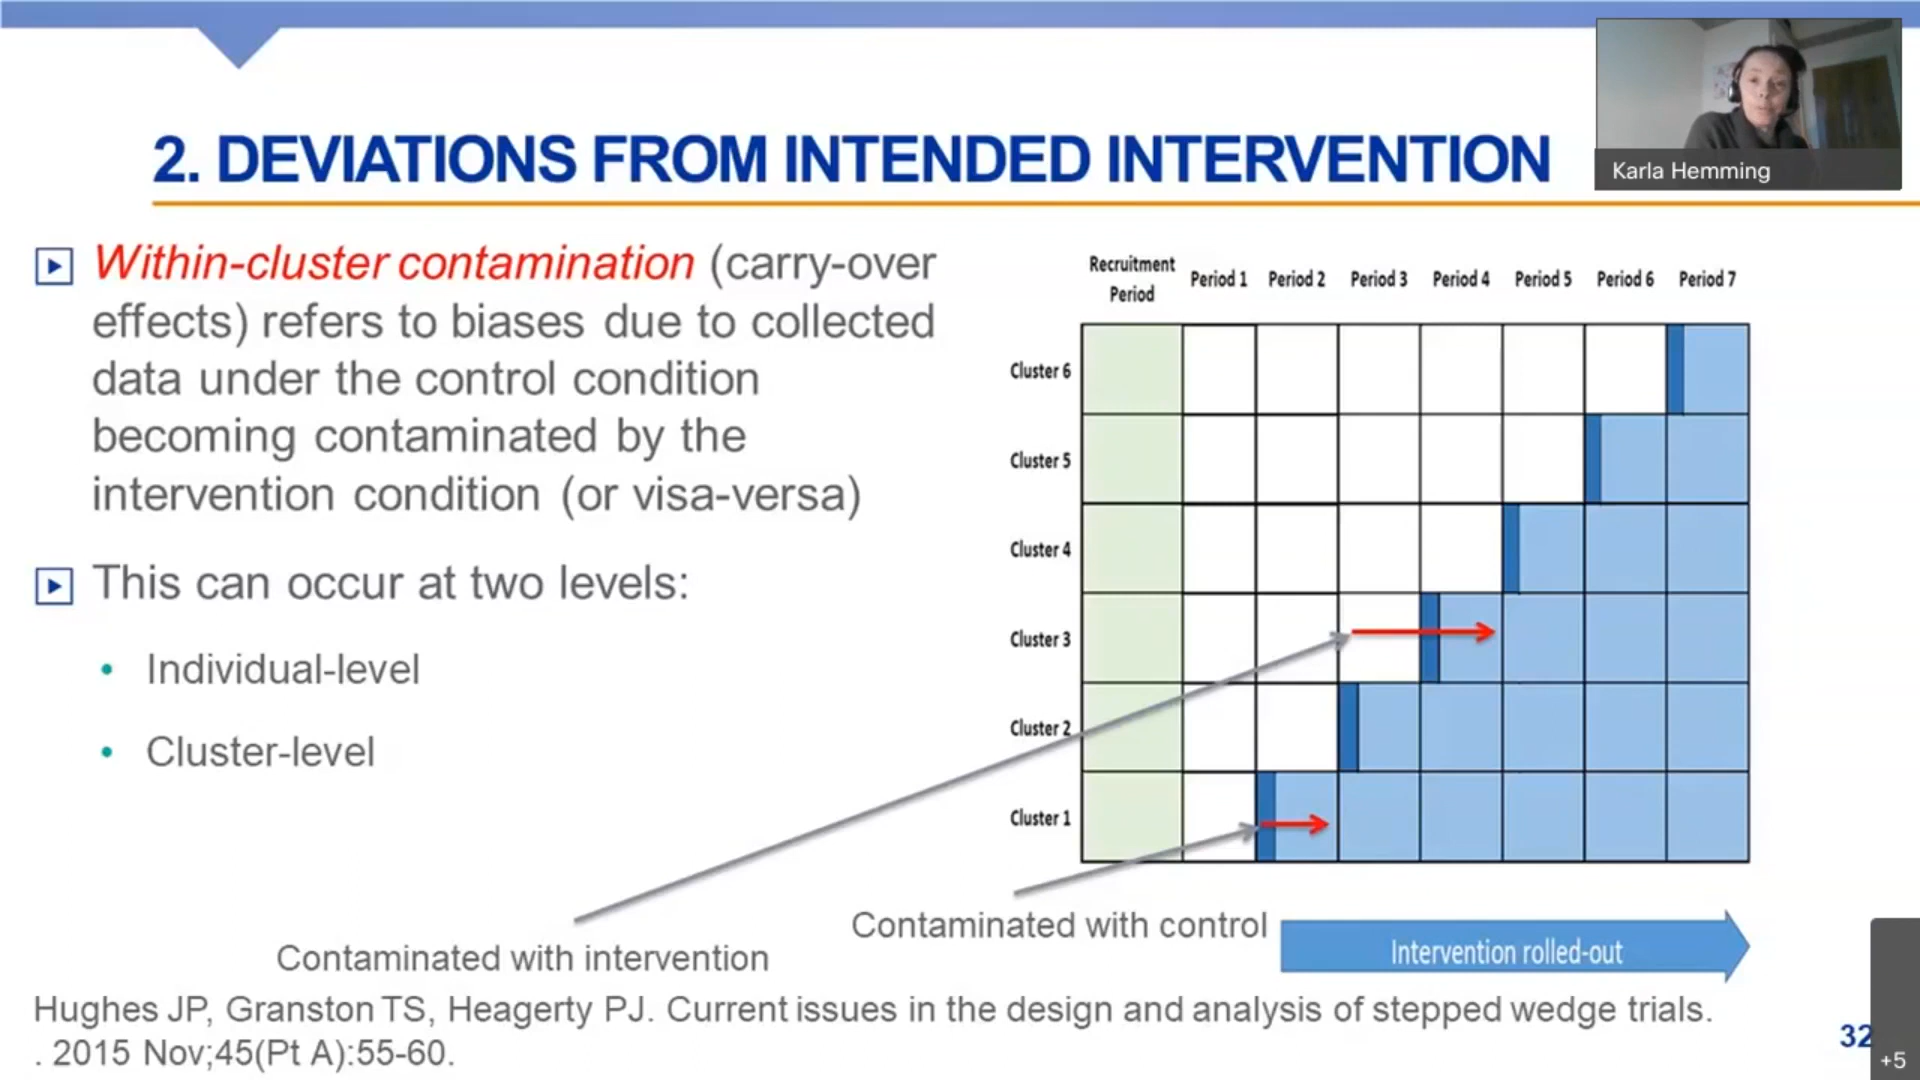 2. DEVIATIONS FROM INTENDED INTERVENTION
Karla Hemming
Within-cluster contamination (carry-over
effects) refers to biases due to collected
data under the control condition
becoming contaminated by the
intervention condition (or visa-versa)
This can occur at two levels:
• Individual-level
• Cluster-level
Recruitment
Period
Period 1
Period 2
Period 3
Period 4
Period 5
Period 6
Period 7
Cluster 6
Cluster 5
Cluster 4
Cluster 3
Cluster 2
Cluster 1
Contaminated with control
Contaminated with intervention
Intervention rolled-out
Hughes JP, Granston TS, Heagerty PJ. Current issues in the design and analysis of stepped wedge trials.
. 2015 Nov;45(Pt A):55-60.
32
+5